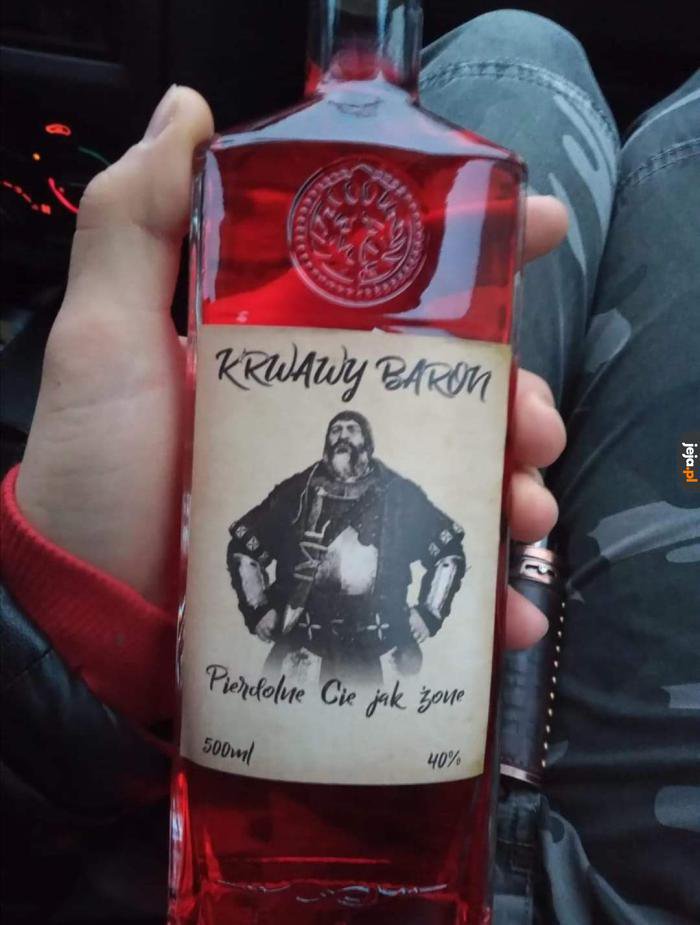 KRWAWY BARON
Pierdolne Cie jak żone
500ml
40%
jeja.pl